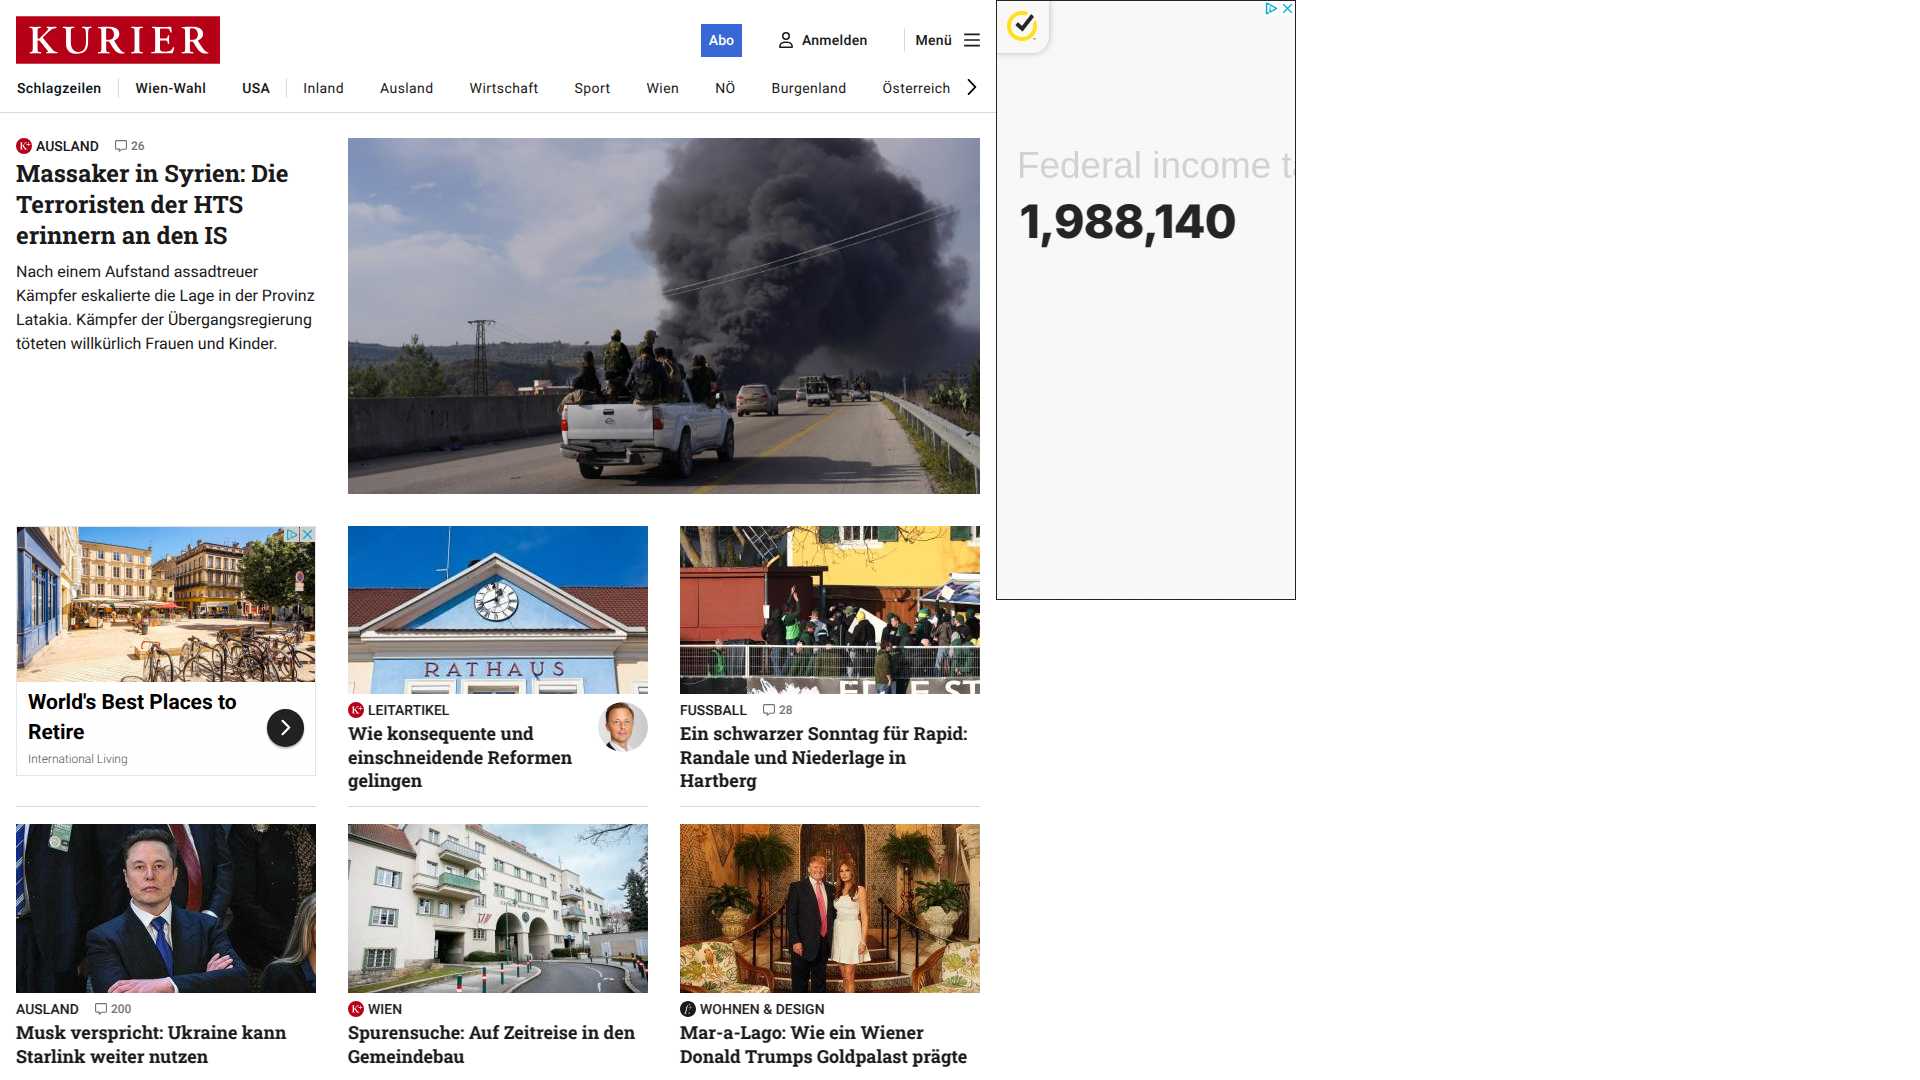 KURIER
Abo
Anmelden
Menü
Schlagzeilen
Wien-Wahl
USA
Inland
Ausland
Wirtschaft
Sport
Wien
NÖ
Burgenland
Österreich
AUSLAND 26
Massaker in Syrien: Die
Terroristen der HTS
erinnern an den IS
Nach einem Aufstand assadtreuer
Kämpfer eskalierte die Lage in der Provinz
Latakia. Kämpfer der Übergangsregierung
töteten willkürlich Frauen und Kinder.
Federal income
1,988,140
World's Best Places to
Retire
International Living
RATHAUS
LEITARTIKEL
Wie konsequente und
einschneidende Reformen
gelingen
FUSSBALL 28
Ein schwarzer Sonntag für Rapid:
Randale und Niederlage in
Hartberg
AUSLAND 200
Musk verspricht: Ukraine kann
Starlink weiter nutzen
WIEN
Spurensuche: Auf Zeitreise in den
Gemeindebau
WOHNEN & DESIGN
Mar-a-Lago: Wie ein Wiener
Donald Trumps Goldpalast prägte